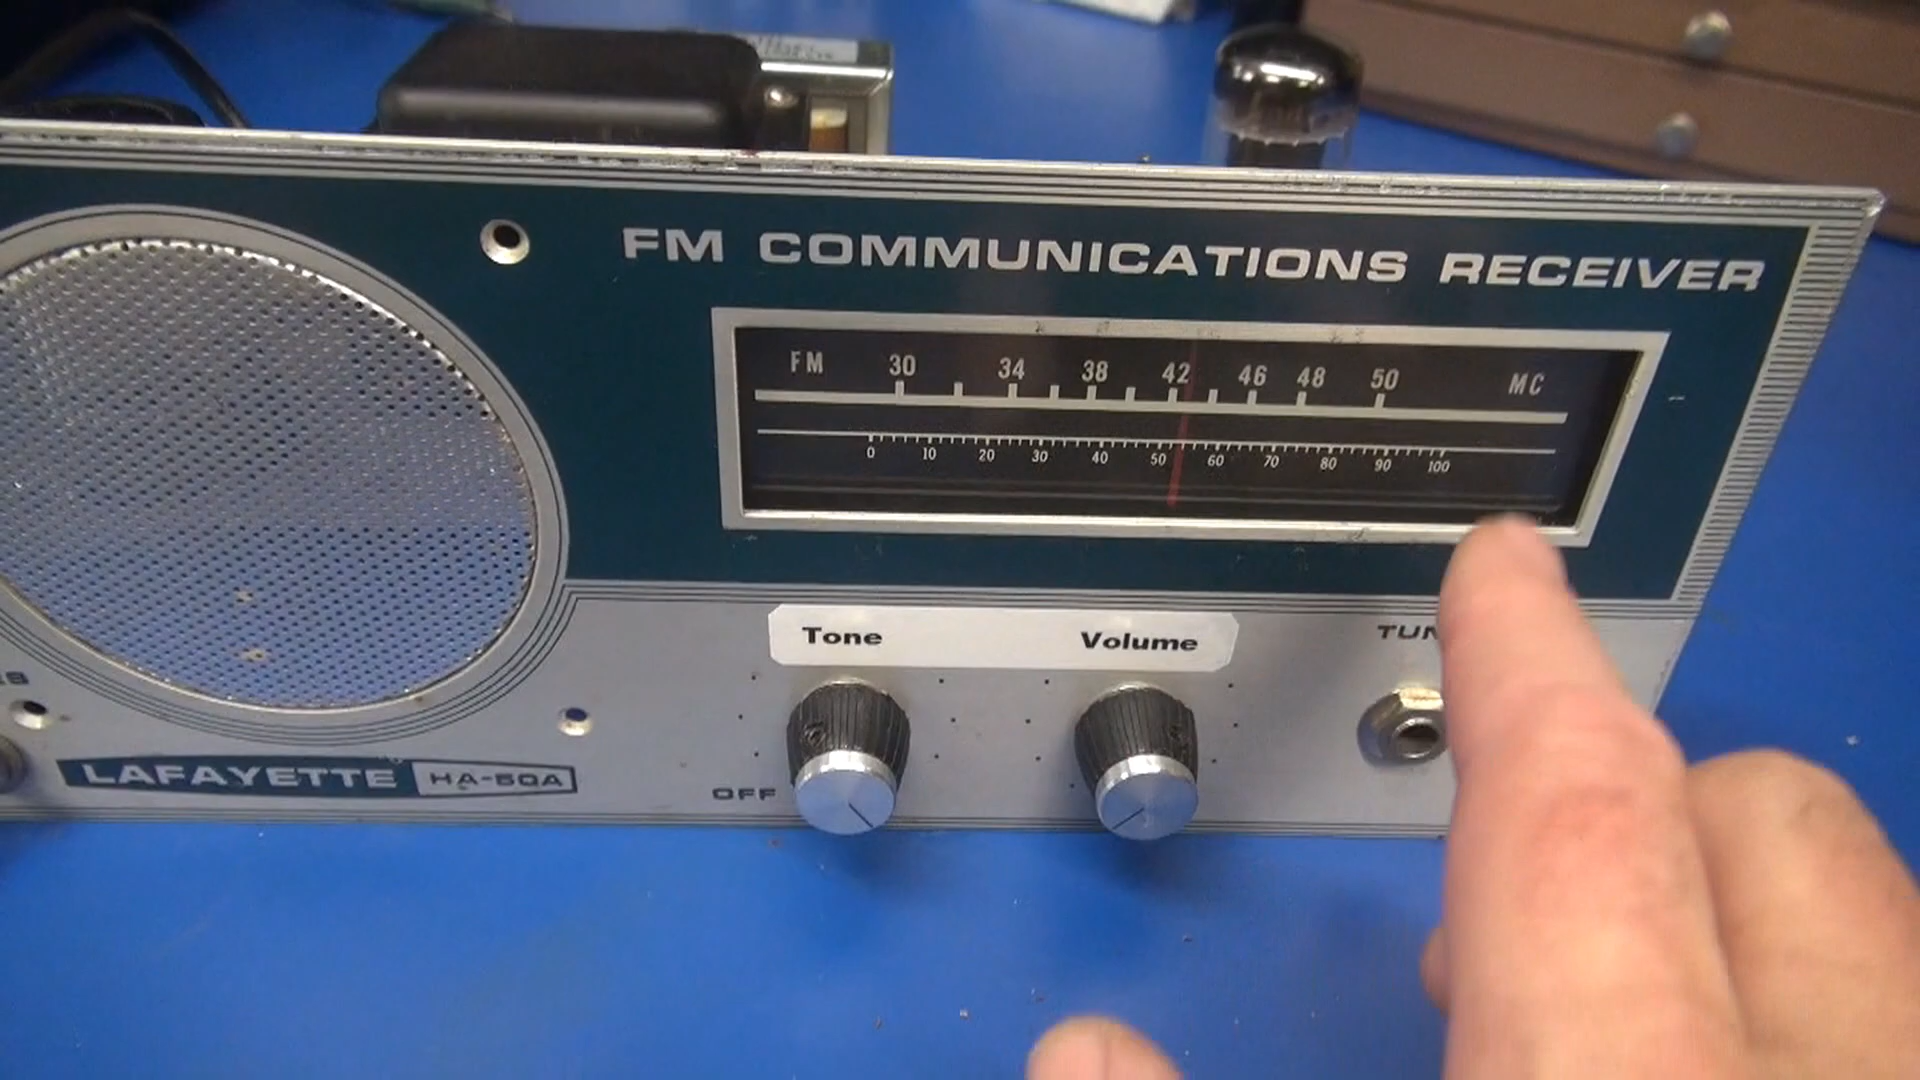 FM COMMUNICATIONS RECEIVER
FM 30 34 38 42 46 48 50 MC
0 10 20 30 40 50 60 70 80 90 100
Tone Volume TUN
LAFAYETTE HA-50A
OFF